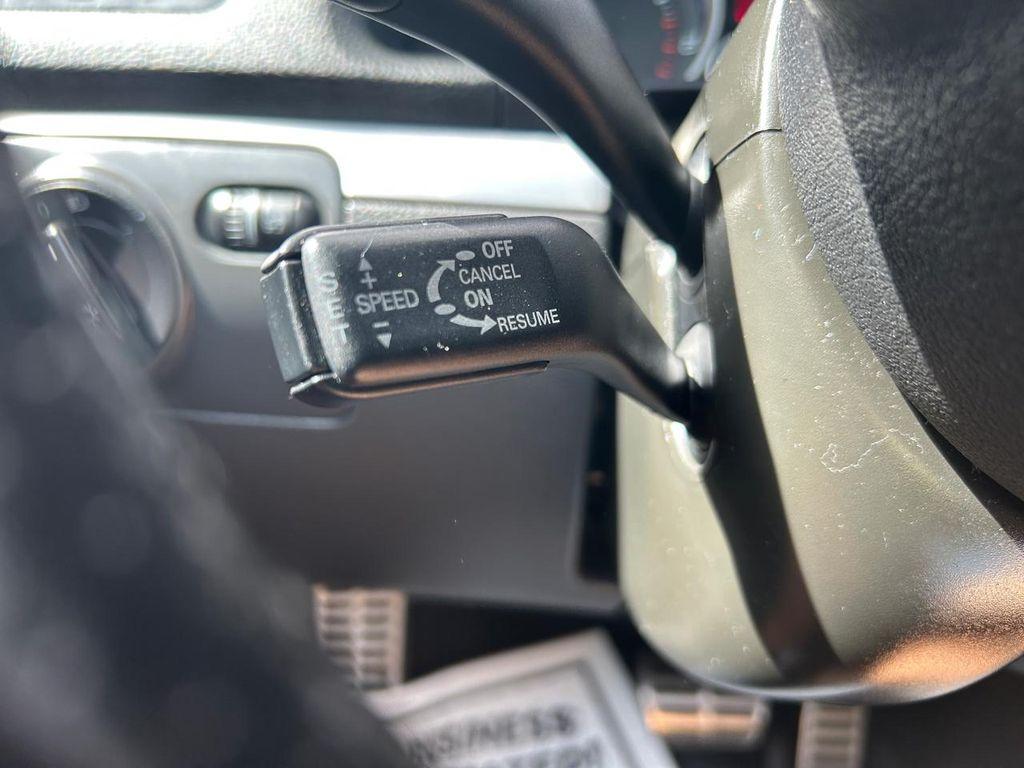 SET
+
SPEED
−
OFF
CANCEL
ON
RESUME